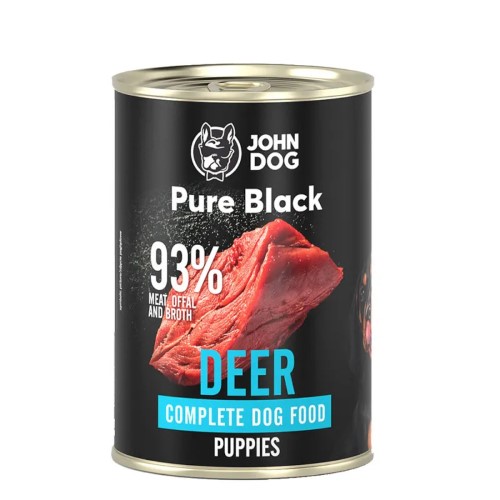 JOHN
DOG
Pure Black
93%
MEAT, OFFAL
AND BROTH
DEER
COMPLETE DOG FOOD
PUPPIES